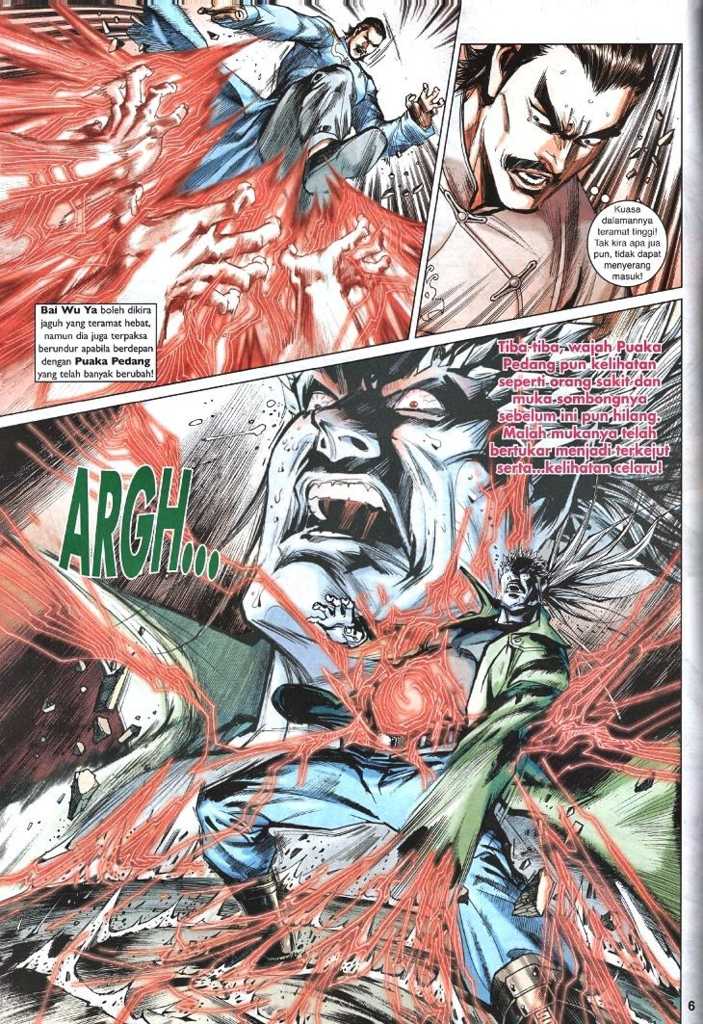 Kuasa
dalamannya
teramat tinggi!
Tak kira apa jua
pun, tidak dapat
menyerang
masuk!
Bai Wu Ya boleh dikira
jaguh yang teramat hebat,
namun dia juga terpaksa
berundur apabila berdepan
dengan Puaka Pedang
yang telah banyak berubah!
Tiba-tiba, wajah Puaka
Pedang pun kelihatan
seperti orang sakit dan
muka sombongnya
sebelum ini pun hilang.
Malah mukanya telah
bertukar menjadi terkejut
serta...kelihatan celaru!
ARGH...
6